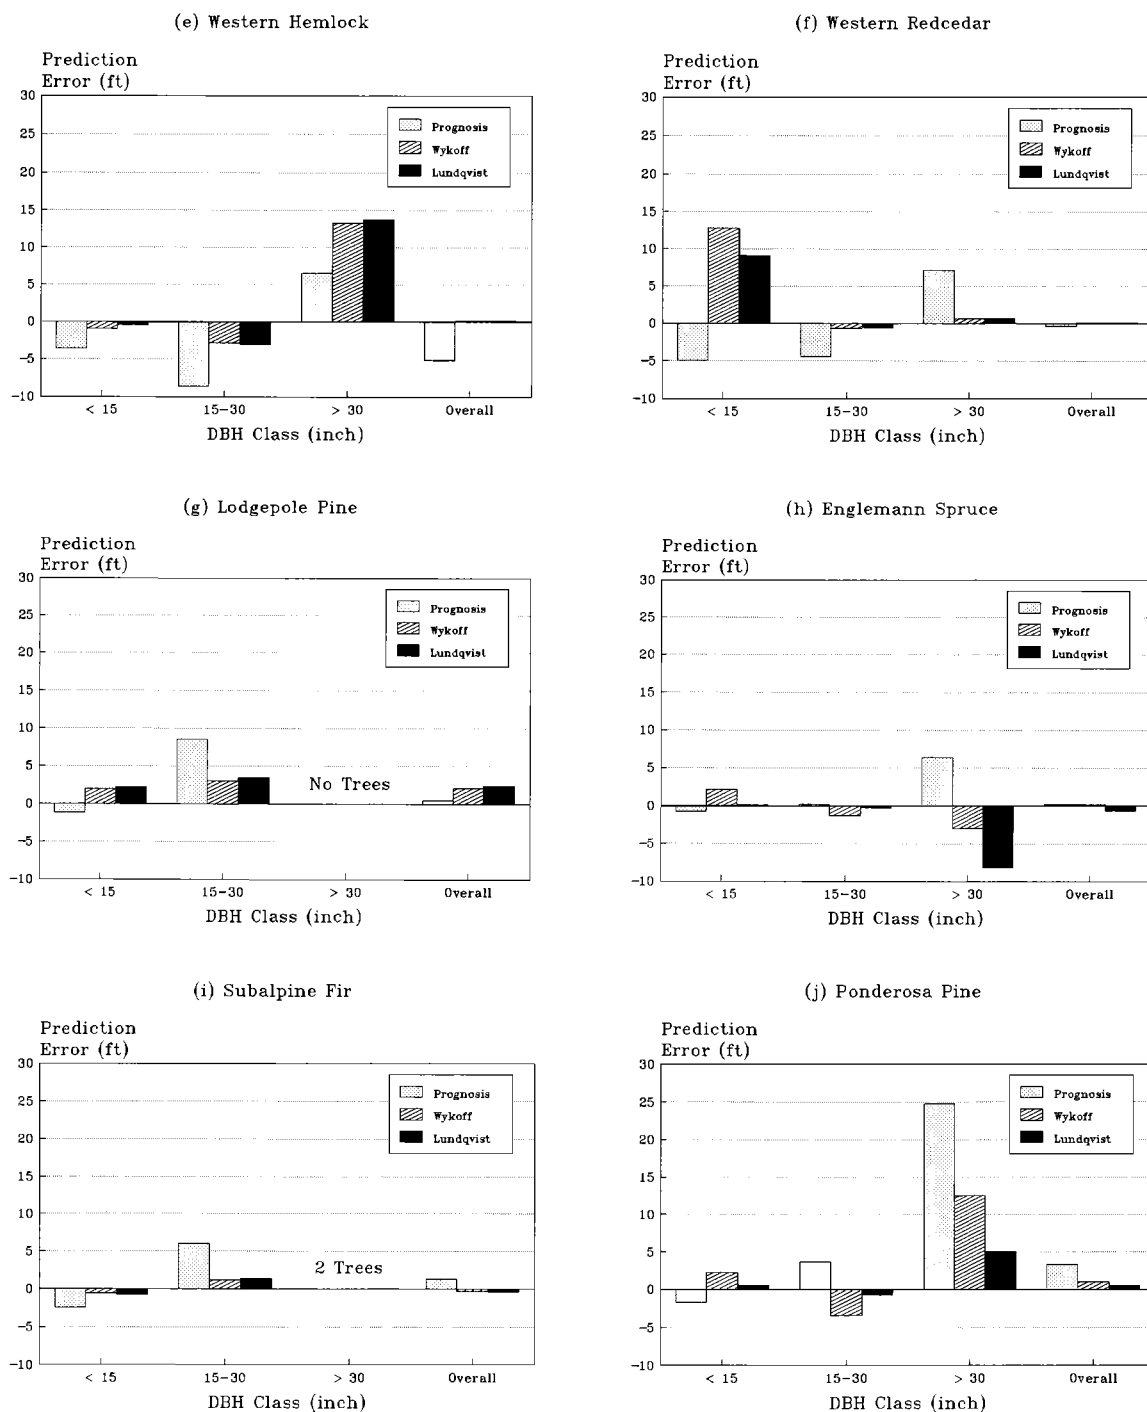 (e) Western Hemlock
Prediction
Error (ft)
30
25
20
15
10
5
0
-5
-10
Prognosis
Wykoff
Lundqvist
< 15
15-30
> 30
Overall
DBH Class (inch)
(f) Western Redcedar
Prediction
Error (ft)
30
25
20
15
10
5
0
-5
-10
Prognosis
Wykoff
Lundqvist
< 15
15-30
> 30
Overall
DBH Class (inch)
(g) Lodgepole Pine
Prediction
Error (ft)
30
25
20
15
10
5
0
-5
-10
Prognosis
Wykoff
Lundqvist
No Trees
< 15
15-30
> 30
Overall
DBH Class (inch)
(h) Englemann Spruce
Prediction
Error (ft)
30
25
20
15
10
5
0
-5
-10
Prognosis
Wykoff
Lundqvist
< 15
15-30
> 30
Overall
DBH Class (inch)
(i) Subalpine Fir
Prediction
Error (ft)
30
25
20
15
10
5
0
-5
-10
Prognosis
Wykoff
Lundqvist
2 Trees
< 15
15-30
> 30
Overall
DBH Class (inch)
(j) Ponderosa Pine
Prediction
Error (ft)
30
25
20
15
10
5
0
-5
-10
Prognosis
Wykoff
Lundqvist
< 15
15-30
> 30
Overall
DBH Class (inch)